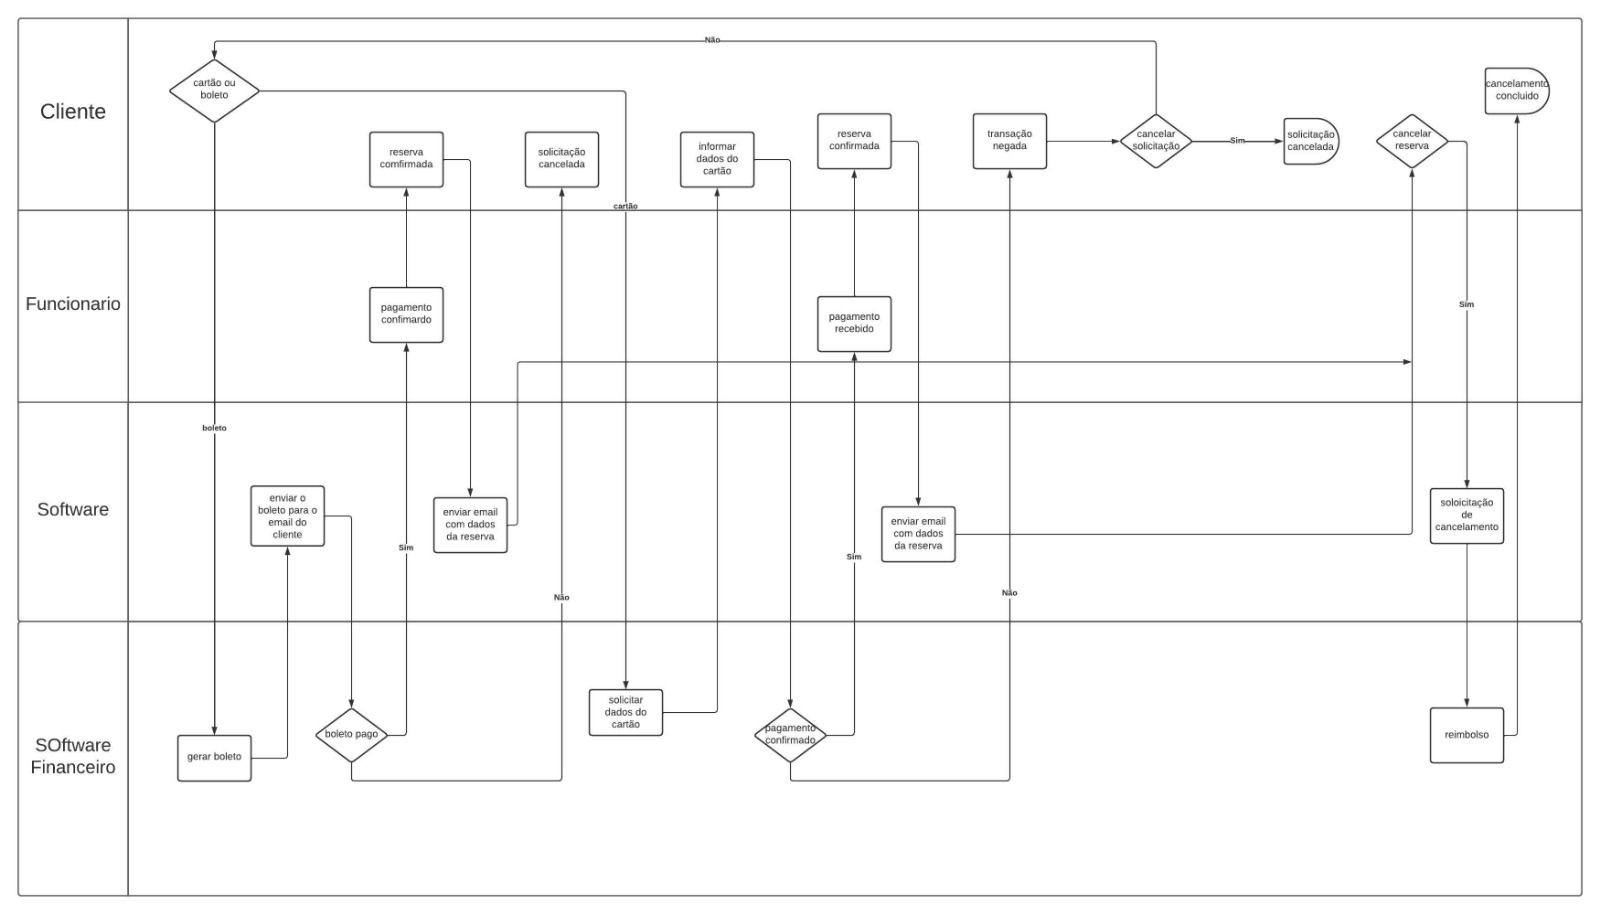 Não
cartão ou
boleto
cancelamento
concluido
Cliente
reserva
comfirmada
solicitação
cancelada
informar
dados do
cartão
reserva
confirmada
transação
negada
cancelar
solicitação
Sim
solicitação
cancelada
cancelar
reserva
cartão
Funcionario
pagamento
confimardo
pagamento
recebido
Sim
boleto
Software
enviar o
boleto para o
email do
cliente
enviar email
com dados
da reserva
enviar email
com dados
da reserva
soloicitação
de
cancelamento
Sim
Sim
Não
Não
SOftware
Financeiro
gerar boleto
boleto pago
solicitar
dados do
cartão
pagamento
confirmado
reimbolso